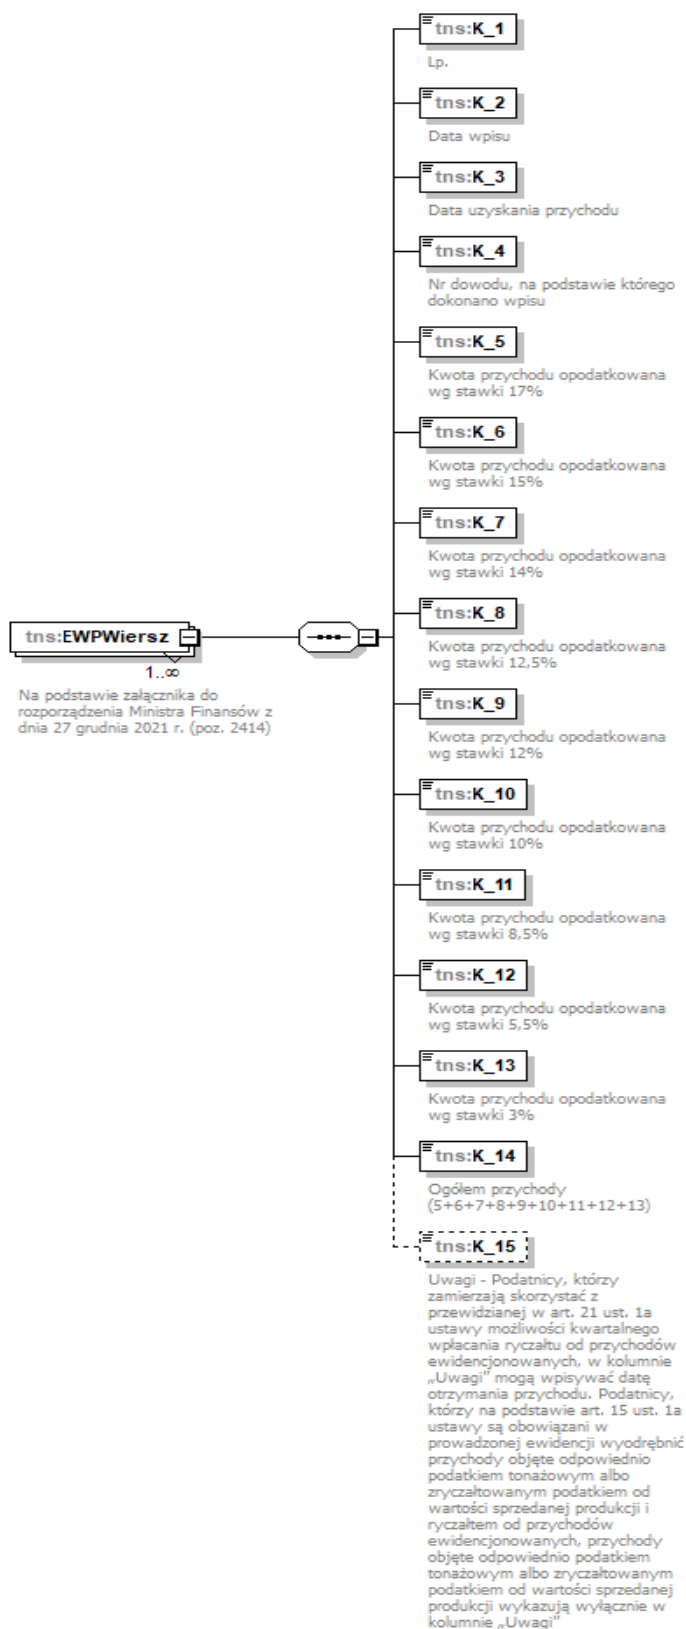 tns:K_1
Lp.
tns:K_2
Data wpisu
tns:K_3
Data uzyskania przychodu
tns:K_4
Nr dowodu, na podstawie którego
dokonano wpisu
tns:K_5
Kwota przychodu opodatkowana
wg stawki 17%
tns:K_6
Kwota przychodu opodatkowana
wg stawki 15%
tns:K_7
Kwota przychodu opodatkowana
wg stawki 14%
tns:K_8
Kwota przychodu opodatkowana
wg stawki 12,5%
tns:EWPWiersz
1..∞
Na podstawie załącznika do
rozporządzenia Ministra Finansów z
dnia 27 grudnia 2021 r. (poz. 2414)
tns:K_9
Kwota przychodu opodatkowana
wg stawki 12%
tns:K_10
Kwota przychodu opodatkowana
wg stawki 10%
tns:K_11
Kwota przychodu opodatkowana
wg stawki 8,5%
tns:K_12
Kwota przychodu opodatkowana
wg stawki 5,5%
tns:K_13
Kwota przychodu opodatkowana
wg stawki 3%
tns:K_14
Ogółem przychody
(5+6+7+8+9+10+11+12+13)
tns:K_15
Uwagi - Podatnicy, którzy
zamierzają skorzystać z
przewidzianej w art. 21 ust. 1a
ustawy możliwości kwartalnego
wpłacania ryczałtu od przychodów
ewidencjonowanych, w kolumnie
„Uwagi” mogą wpisywać datę
otrzymania przychodu. Podatnicy,
którzy na podstawie art. 15 ust. 1a
ustawy są obowiązani w
prowadzonej ewidencji wyodrębnić
przychody objęte odpowiednio
podatkiem tonażowym albo
zryczałtowanym podatkiem od
wartości sprzedanej produkcji i
ryczałtem od przychodów
ewidencjonowanych, przychody
objęte odpowiednio podatkiem
tonażowym albo zryczałtowanym
podatkiem od wartości sprzedanej
produkcji wykazują wyłącznie w
kolumnie „Uwagi”